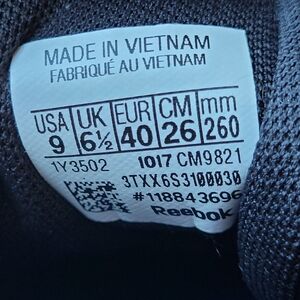 MADE IN VIETNAM
FABRIQUÉ AU VIETNAM
USA UK EUR CM mm
9 6½ 40 26 260
1Y3502 1017 CM9821
3TXX6S3100030
#118843696
Reebok